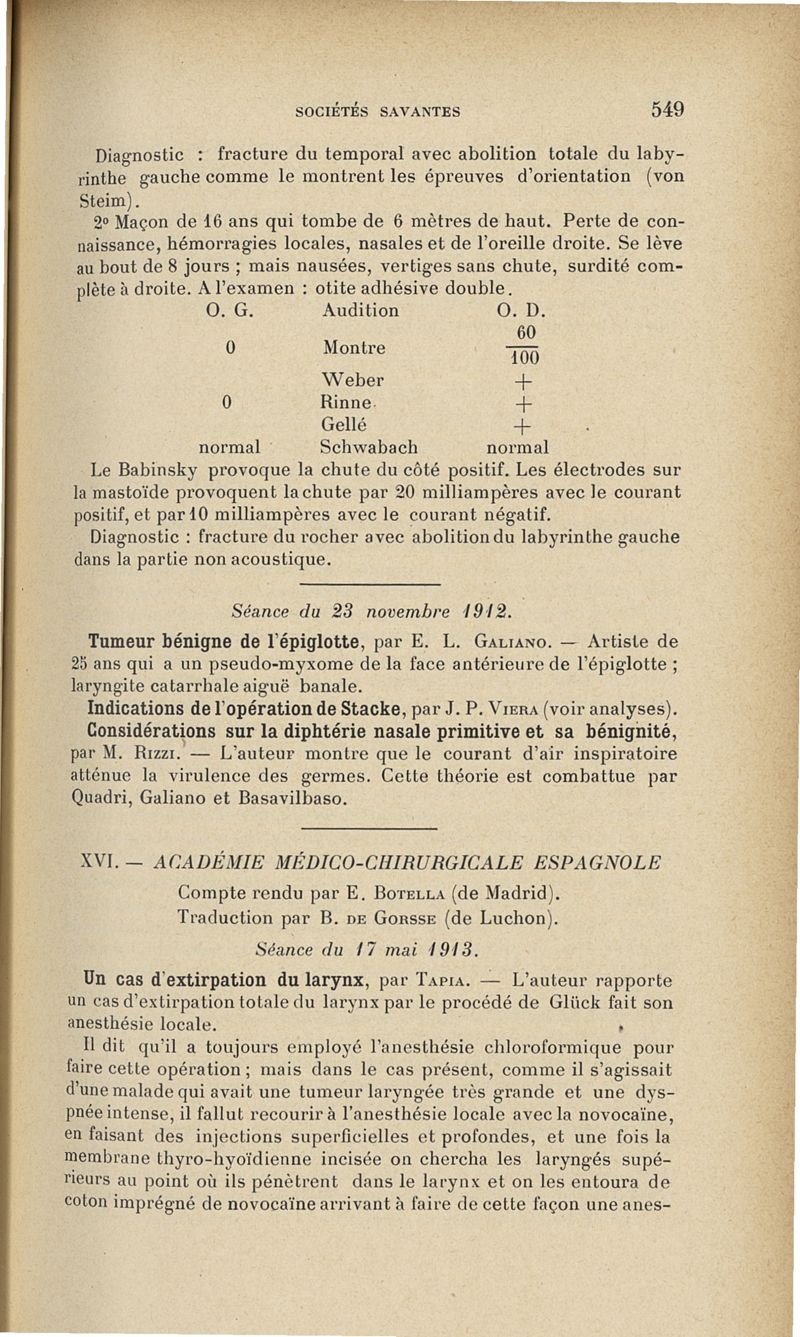 SOCIÉTÉS SAVANTES 549
Diagnostic : fracture du temporal avec abolition totale du laby-
rinthe gauche comme le montrent les épreuves d'orientation (von
Steim).
2º Maçon de 16 ans qui tombe de 6 mètres de haut. Perte de con-
naissance, hémorragies locales, nasales et de l'oreille droite. Se lève
au bout de 8 jours ; mais nausées, vertiges sans chute, surdité com-
plète à droite. A l'examen : otite adhésive double.
O. G. Audition O. D.
0 Montre 60/100
Weber +
0 Rinne. +
Gellé +
normal Schwabach normal
Le Babinsky provoque la chute du côté positif. Les électrodes sur
la mastoïde provoquent la chute par 20 milliampères avec le courant
positif, et par 10 milliampères avec le courant négatif.
Diagnostic : fracture du rocher avec abolition du labyrinthe gauche
dans la partie non acoustique.
Séance du 23 novembre 1912.
Tumeur bénigne de l'épiglotte, par E. L. GALIANO. — Artiste de
25 ans qui a un pseudo-myxome de la face antérieure de l'épiglotte ;
laryngite catarrhale aiguë banale.
Indications de l'opération de Stacke, par J. P. VIERA (voir analyses).
Considérations sur la diphtérie nasale primitive et sa bénignité,
par M. RIZZI. — L'auteur montre que le courant d'air inspiratoire
atténue la virulence des germes. Cette théorie est combattue par
Quadri, Galiano et Basavilbaso.
XVI. — ACADÉMIE MÉDICO-CHIRURGICALE ESPAGNOLE
Compte rendu par E. BOTELLA (de Madrid).
Traduction par B. DE GORSSE (de Luchon).
Séance du 17 mai 1913.
Un cas d'extirpation du larynx, par TAPIA. — L'auteur rapporte
un cas d'extirpation totale du larynx par le procédé de Glück fait son
anesthésie locale.
Il dit qu'il a toujours employé l'anesthésie chloroformique pour
faire cette opération ; mais dans le cas présent, comme il s'agissait
d'une malade qui avait une tumeur laryngée très grande et une dys-
pnée intense, il fallut recourir à l'anesthésie locale avec la novocaïne,
en faisant des injections superficielles et profondes, et une fois la
membrane thyro-hyoïdienne incisée on chercha les laryngés supé-
rieurs au point où ils pénètrent dans le larynx et on les entoura de
coton imprégné de novocaïne arrivant à faire de cette façon une anes-